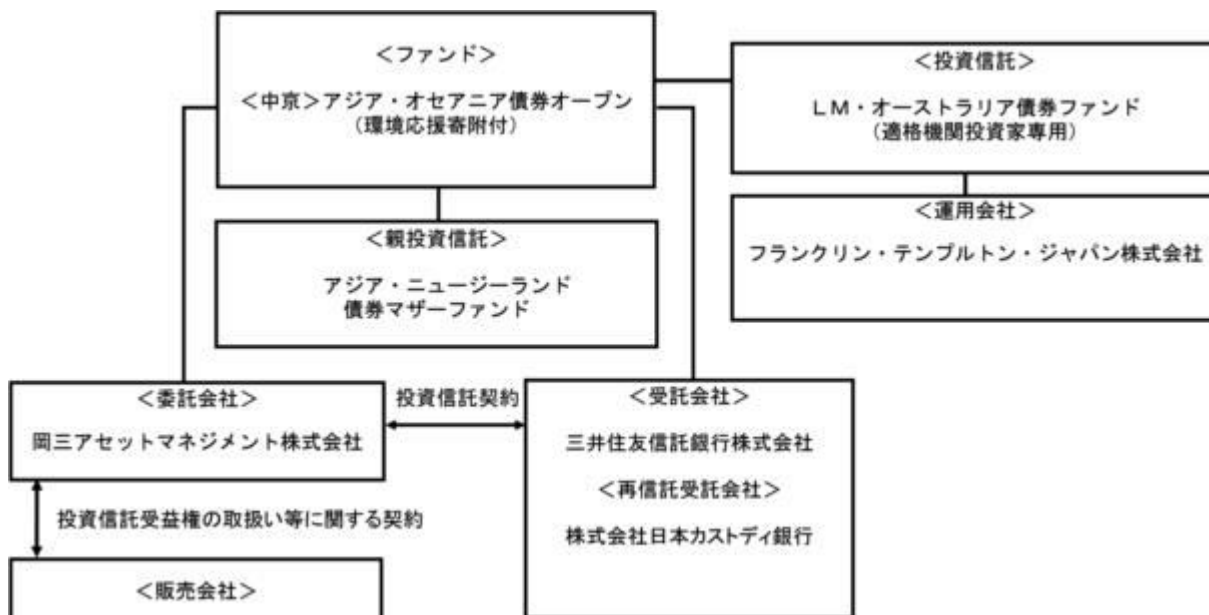 ＜ファンド＞
＜中京＞アジア・オセアニア債券オープン
（環境応援寄附付）
＜投資信託＞
ＬＭ・オーストラリア債券ファンド
（適格機関投資家専用）
＜運用会社＞
フランクリン・テンプルトン・ジャパン株式会社
＜親投資信託＞
アジア・ニュージーランド
債券マザーファンド
＜委託会社＞
岡三アセットマネジメント株式会社
投資信託契約
＜受託会社＞
三井住友信託銀行株式会社
＜再信託受託会社＞
株式会社日本カストディ銀行
投資信託受益権の取扱い等に関する契約
＜販売会社＞